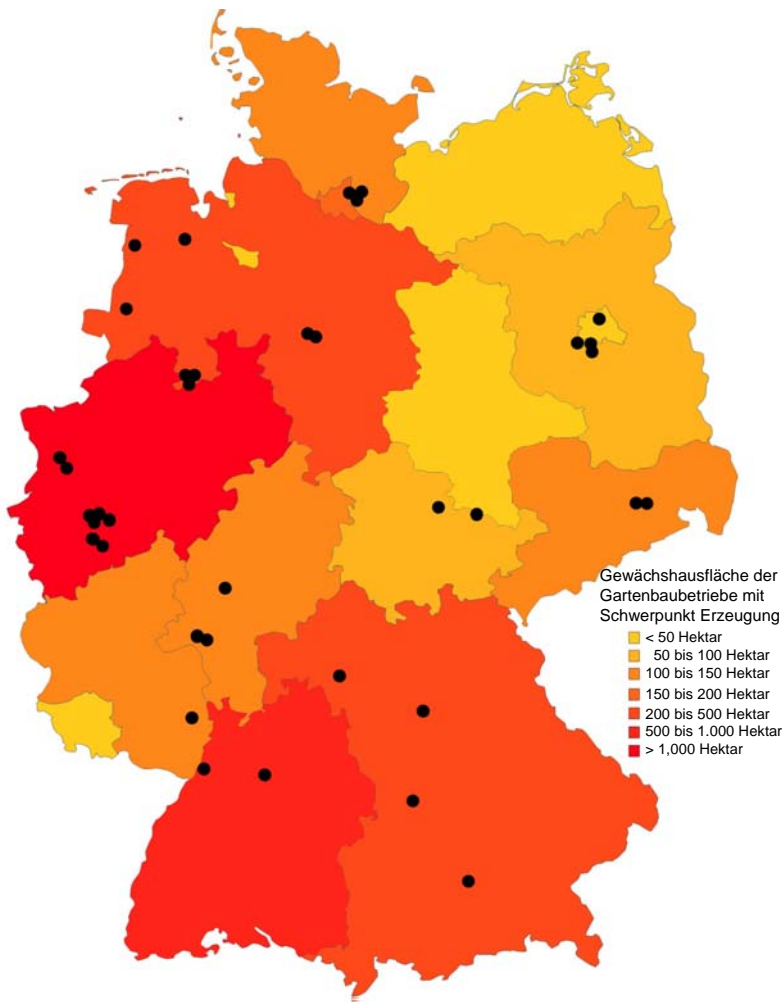 Gewächshausfläche der
Gartenbaubetriebe mit
Schwerpunkt Erzeugung
< 50 Hektar
50 bis 100 Hektar
100 bis 150 Hektar
150 bis 200 Hektar
200 bis 500 Hektar
500 bis 1.000 Hektar
> 1,000 Hektar